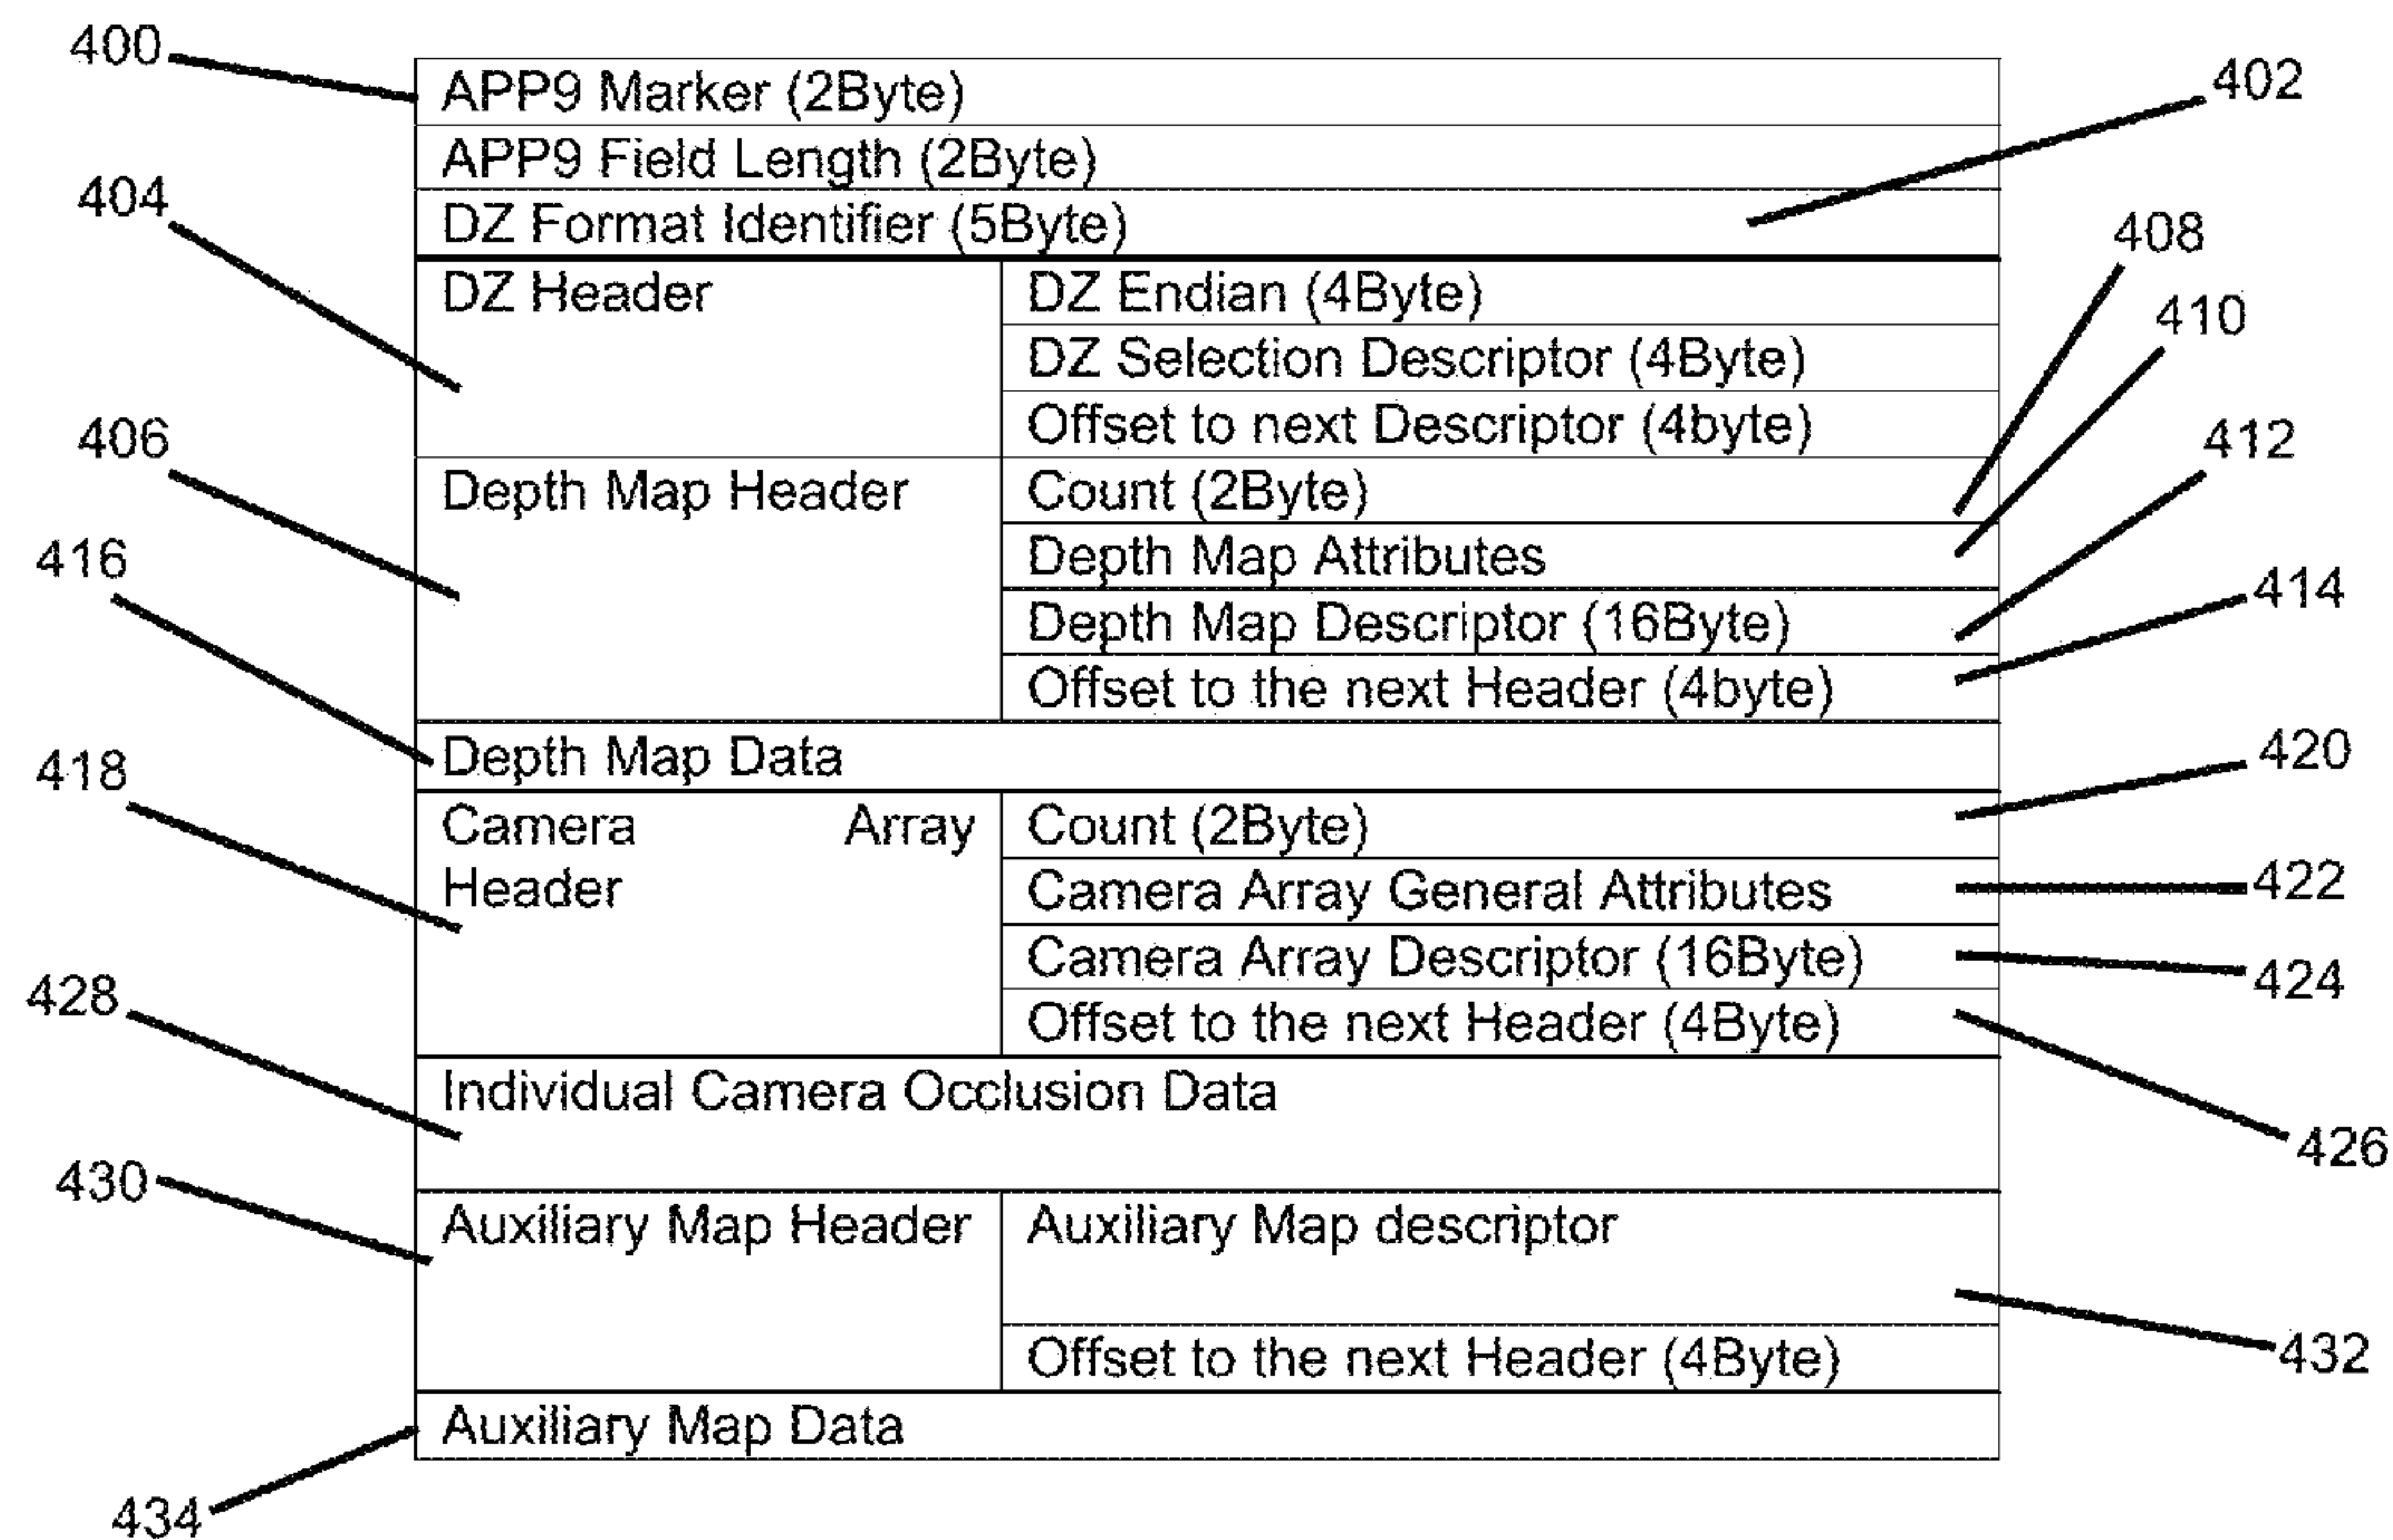 400
APP9 Marker (2Byte)
402
APP9 Field Length (2Byte)
404
DZ Format Identifier (5Byte)
408
DZ Header
DZ Endian (4Byte)
410
DZ Selection Descriptor (4Byte)
Offset to next Descriptor (4byte)
406
412
Depth Map Header
Count (2Byte)
416
Depth Map Attributes
414
Depth Map Descriptor (16Byte)
Offset to the next Header (4byte)
418
Depth Map Data
420
Camera Array
Header
Count (2Byte)
Camera Array General Attributes
422
Camera Array Descriptor (16Byte)
424
428
Offset to the next Header (4Byte)
Individual Camera Occlusion Data
426
430
Auxiliary Map Header
Auxiliary Map descriptor
Offset to the next Header (4Byte)
432
Auxiliary Map Data
434